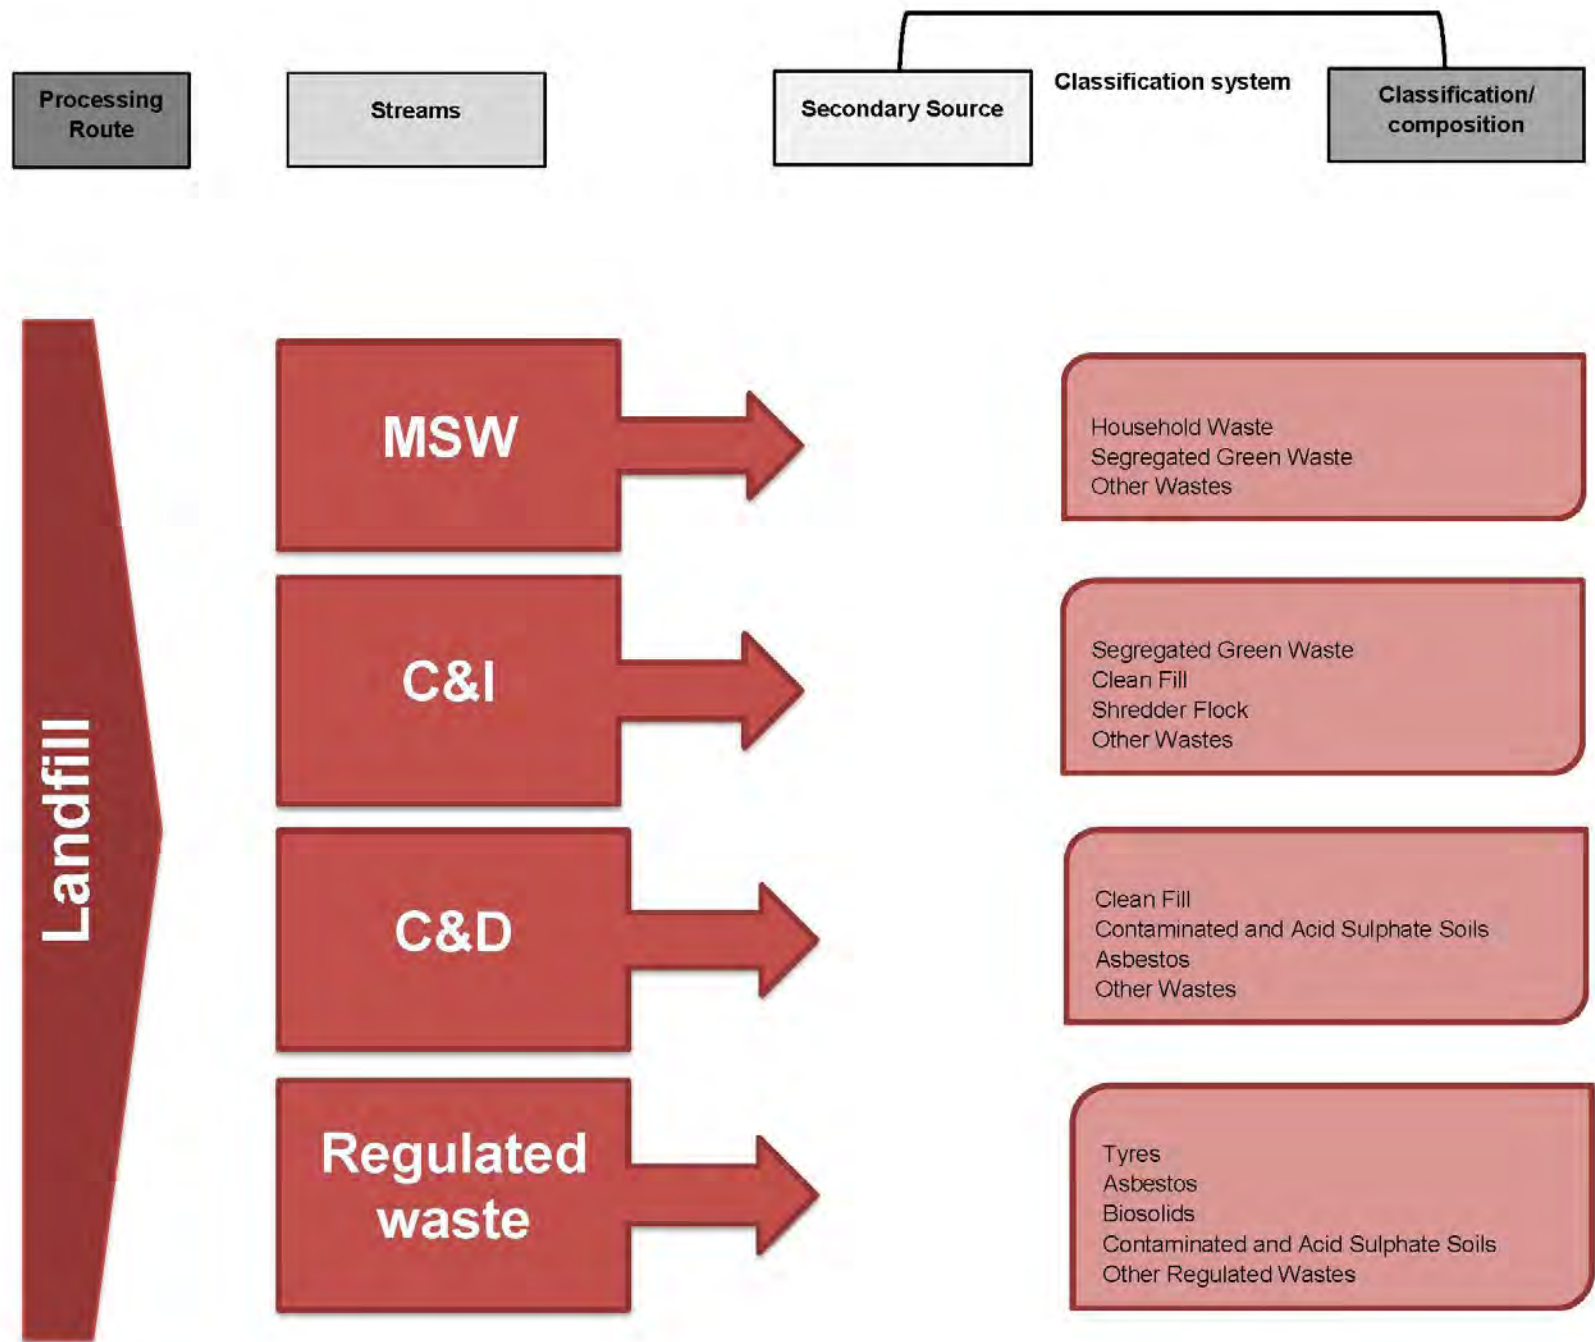 Processing
Route
Streams
Secondary Source
Classification system
Classification/
composition
Landfill
MSW
Household Waste
Segregated Green Waste
Other Wastes
C&I
Segregated Green Waste
Clean Fill
Shredder Flock
Other Wastes
C&D
Clean Fill
Contaminated and Acid Sulphate Soils
Asbestos
Other Wastes
Regulated
waste
Tyres
Asbestos
Biosolids
Contaminated and Acid Sulphate Soils
Other Regulated Wastes